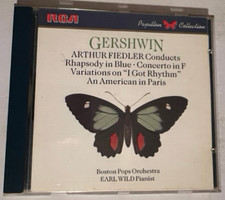 RCA Papillon Collection
GERSHWIN
ARTHUR FIEDLER Conducts
Rhapsody in Blue · Concerto in F
Variations on "I Got Rhythm"
An American in Paris
Boston Pops Orchestra
EARL WILD Pianist